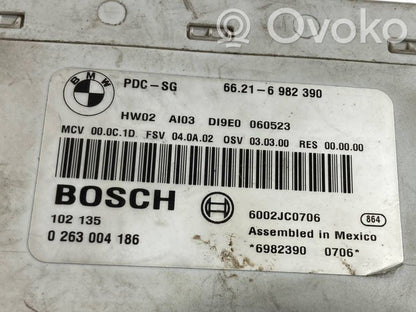 Ovoko
BMW
PDC-SG 66.21-6 982 390
HW02 AI03 DI9E0 060523
MCV 00.0C.1D FSV 04.0A.02 OSV 03.03.00 RES 00.00.00
BOSCH
102 135
0 263 004 186
6002JC0706 864
Assembled in Mexico
*6982390 0706*